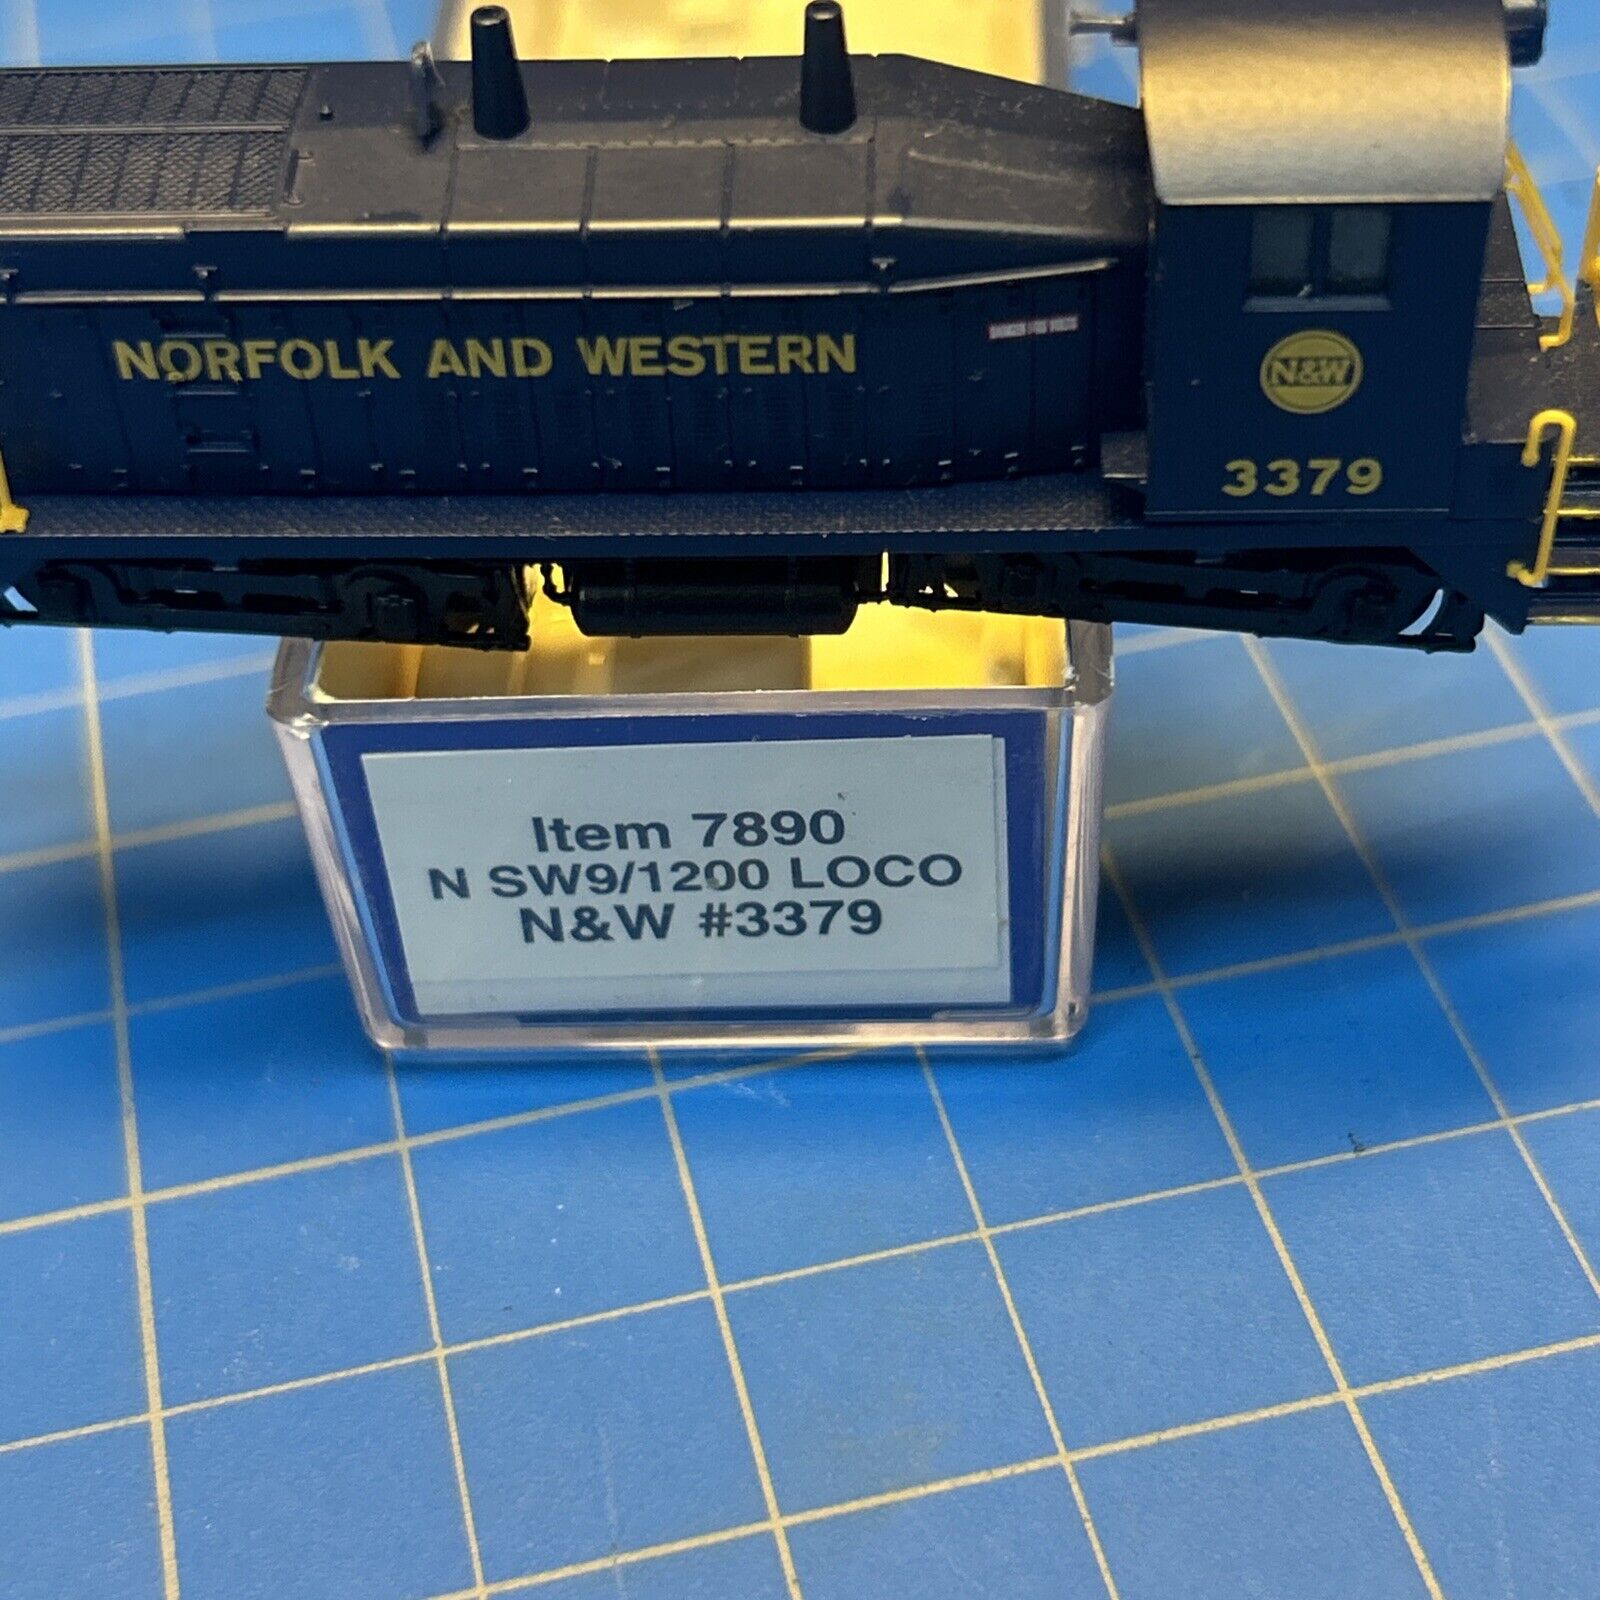 NORFOLK AND WESTERN
N&W
3379
Item 7890
N SW9/1200 LOCO
N&W #3379